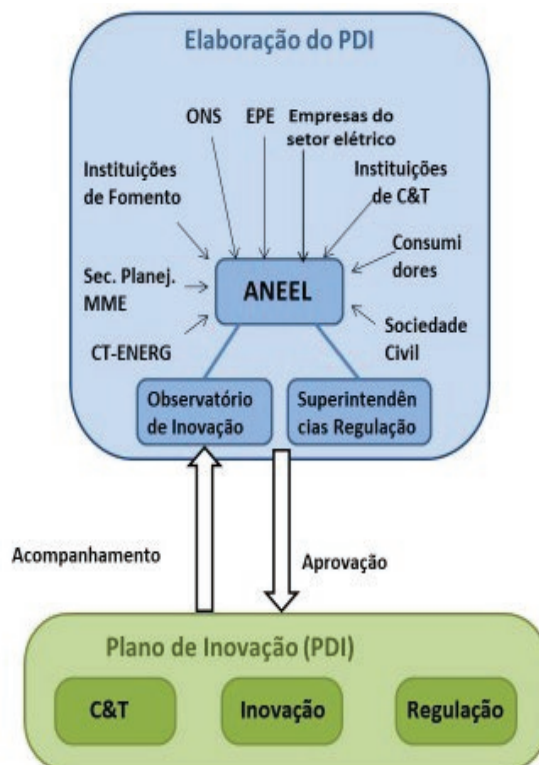 Elaboração do PDI
ONS
EPE
Empresas do
setor elétrico
Instituições
de Fomento
Instituições
de C&T
Sec. Planej.
MME
ANEEL
Consumi
dores
CT-ENERG
Sociedade
Civil
Observatório
de Inovação
Superintendên
cias Regulação
Acompanhamento
Aprovação
Plano de Inovação (PDI)
C&T
Inovação
Regulação